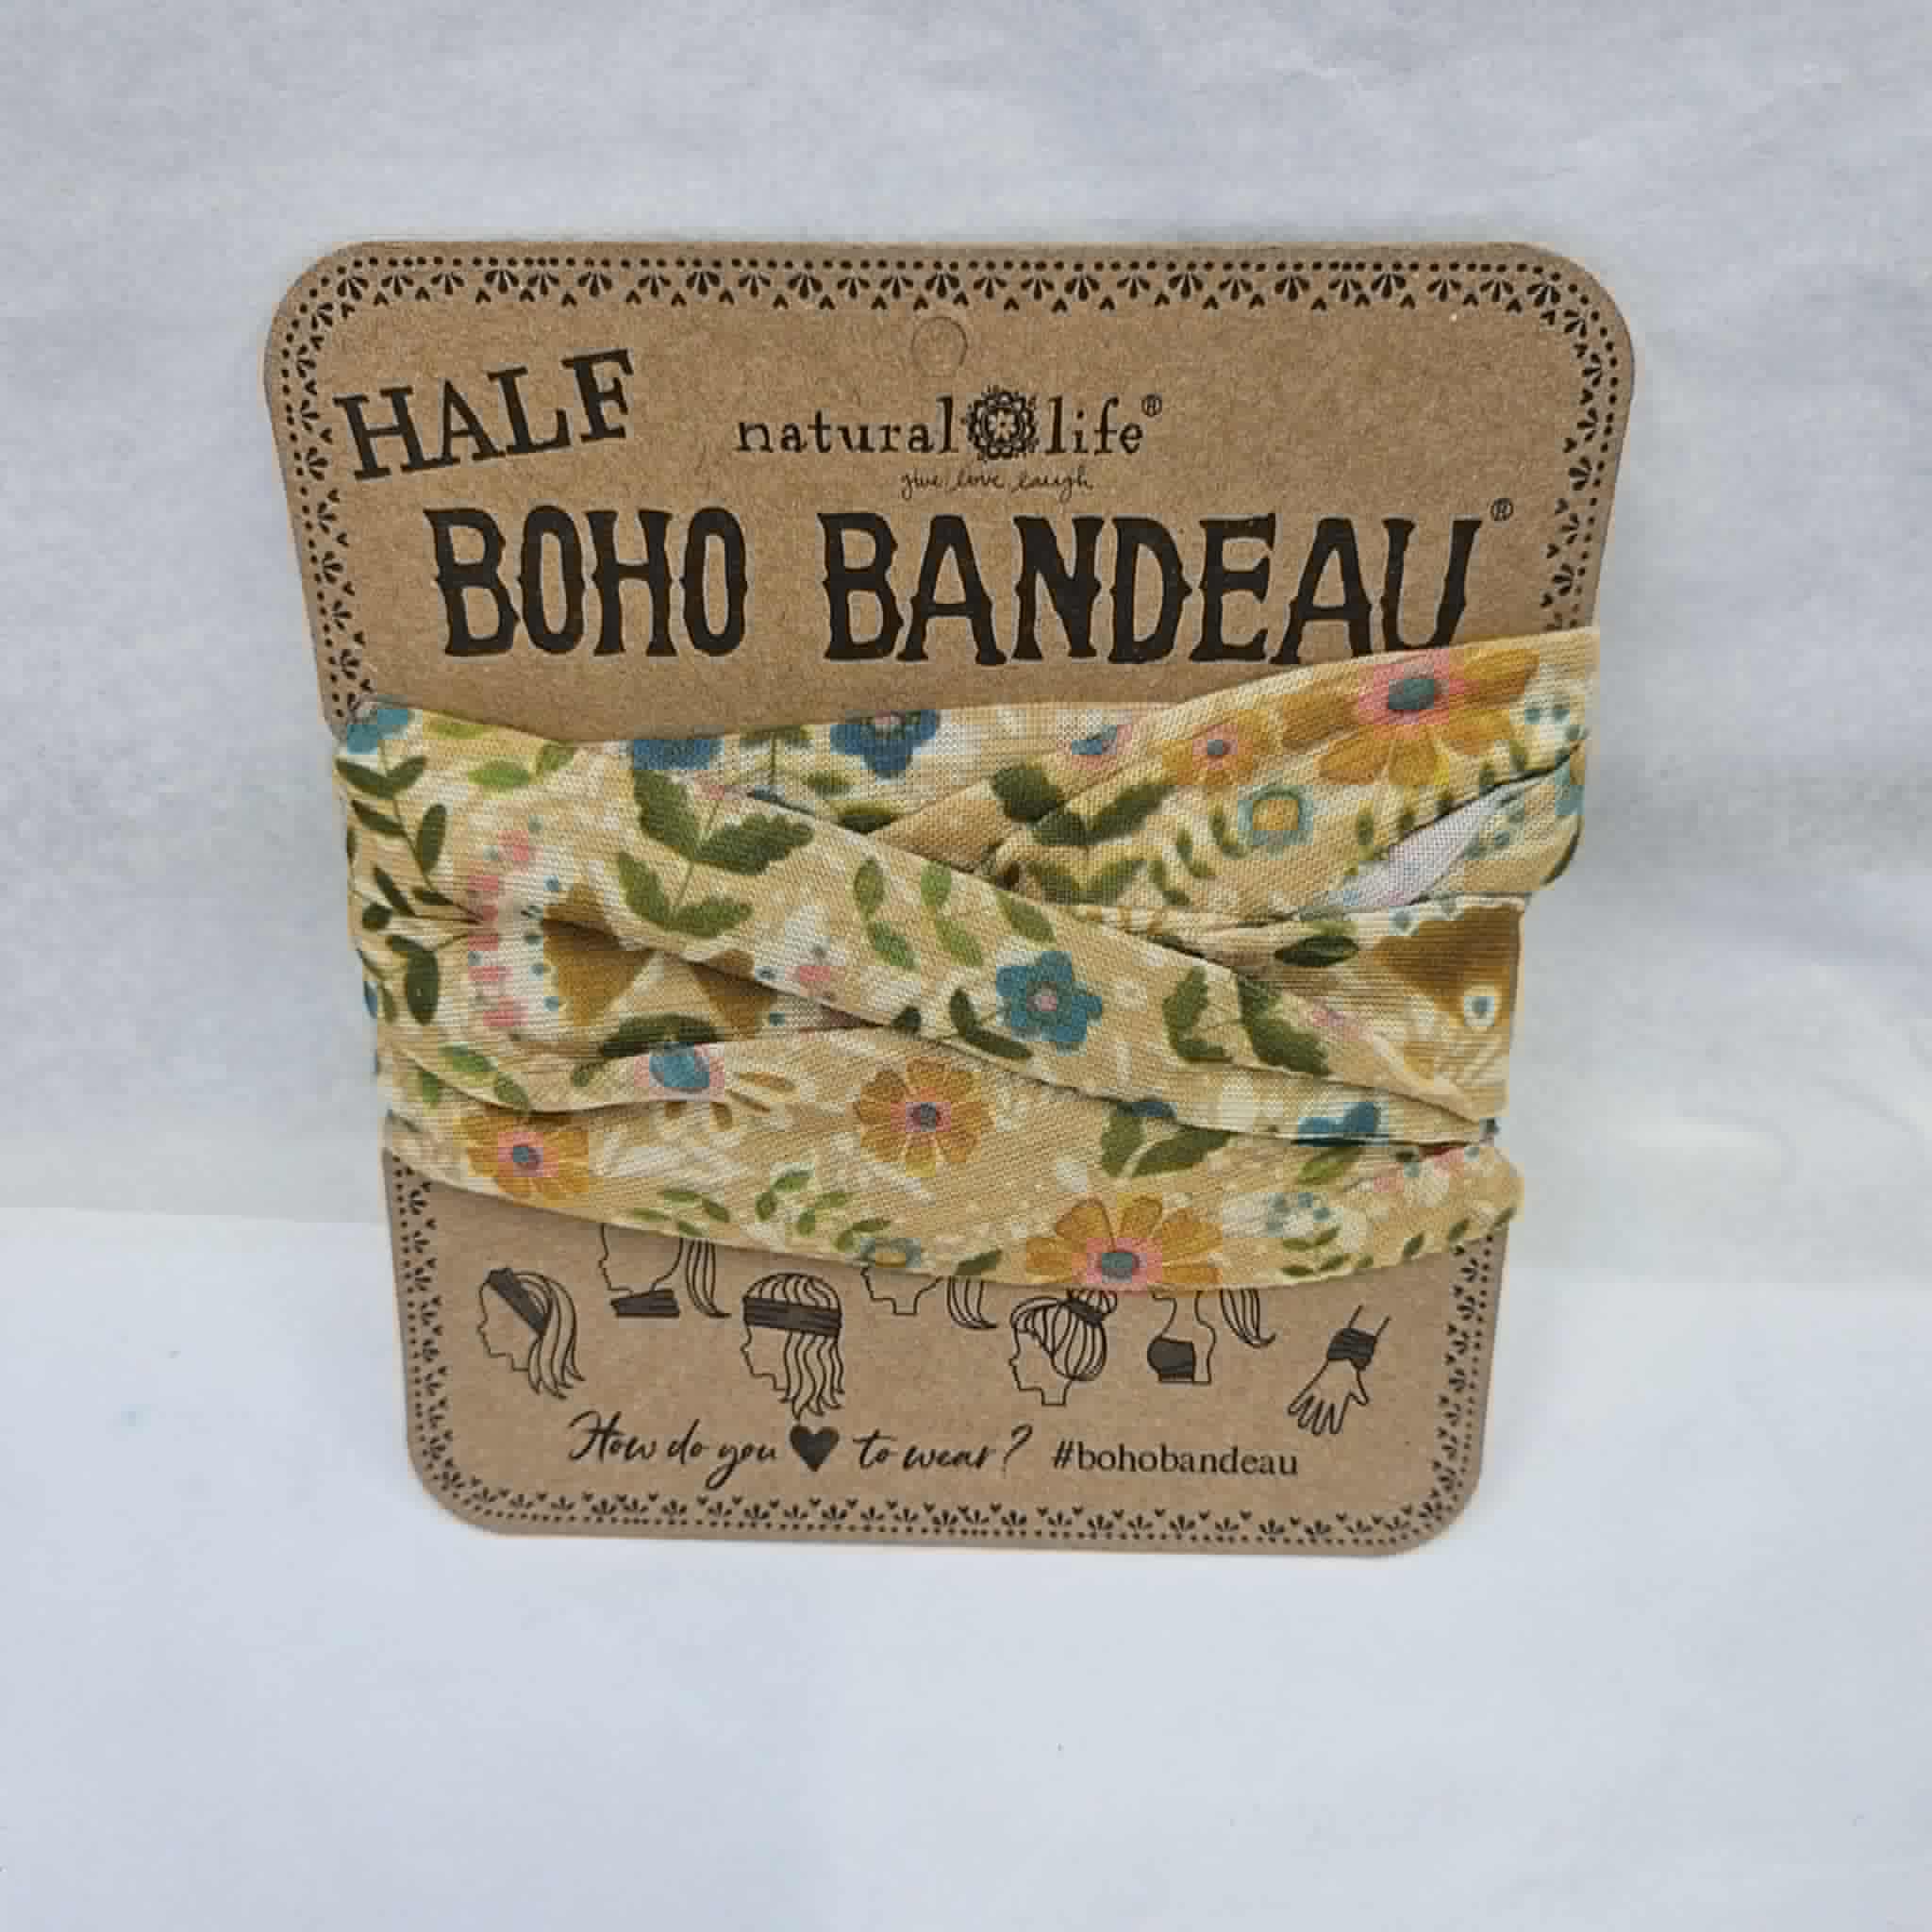 HALF
natural life®
give love laugh
BOHO BANDEAU®
How do you ♥ to wear? #bohobandeau